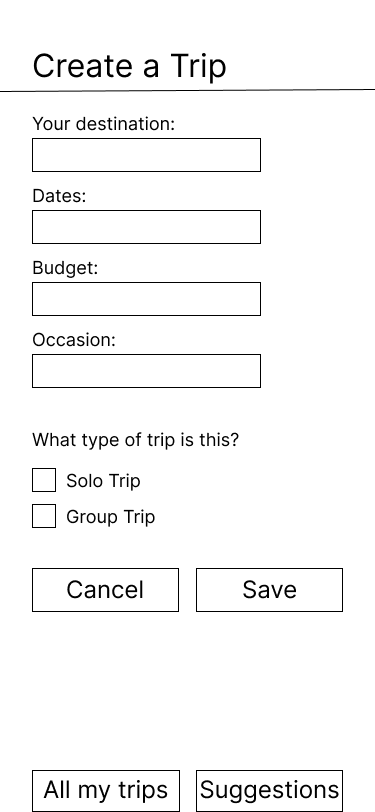 Create a Trip
Your destination:
Dates:
Budget:
Occasion:
What type of trip is this?
Solo Trip
Group Trip
Cancel Save
All my trips Suggestions